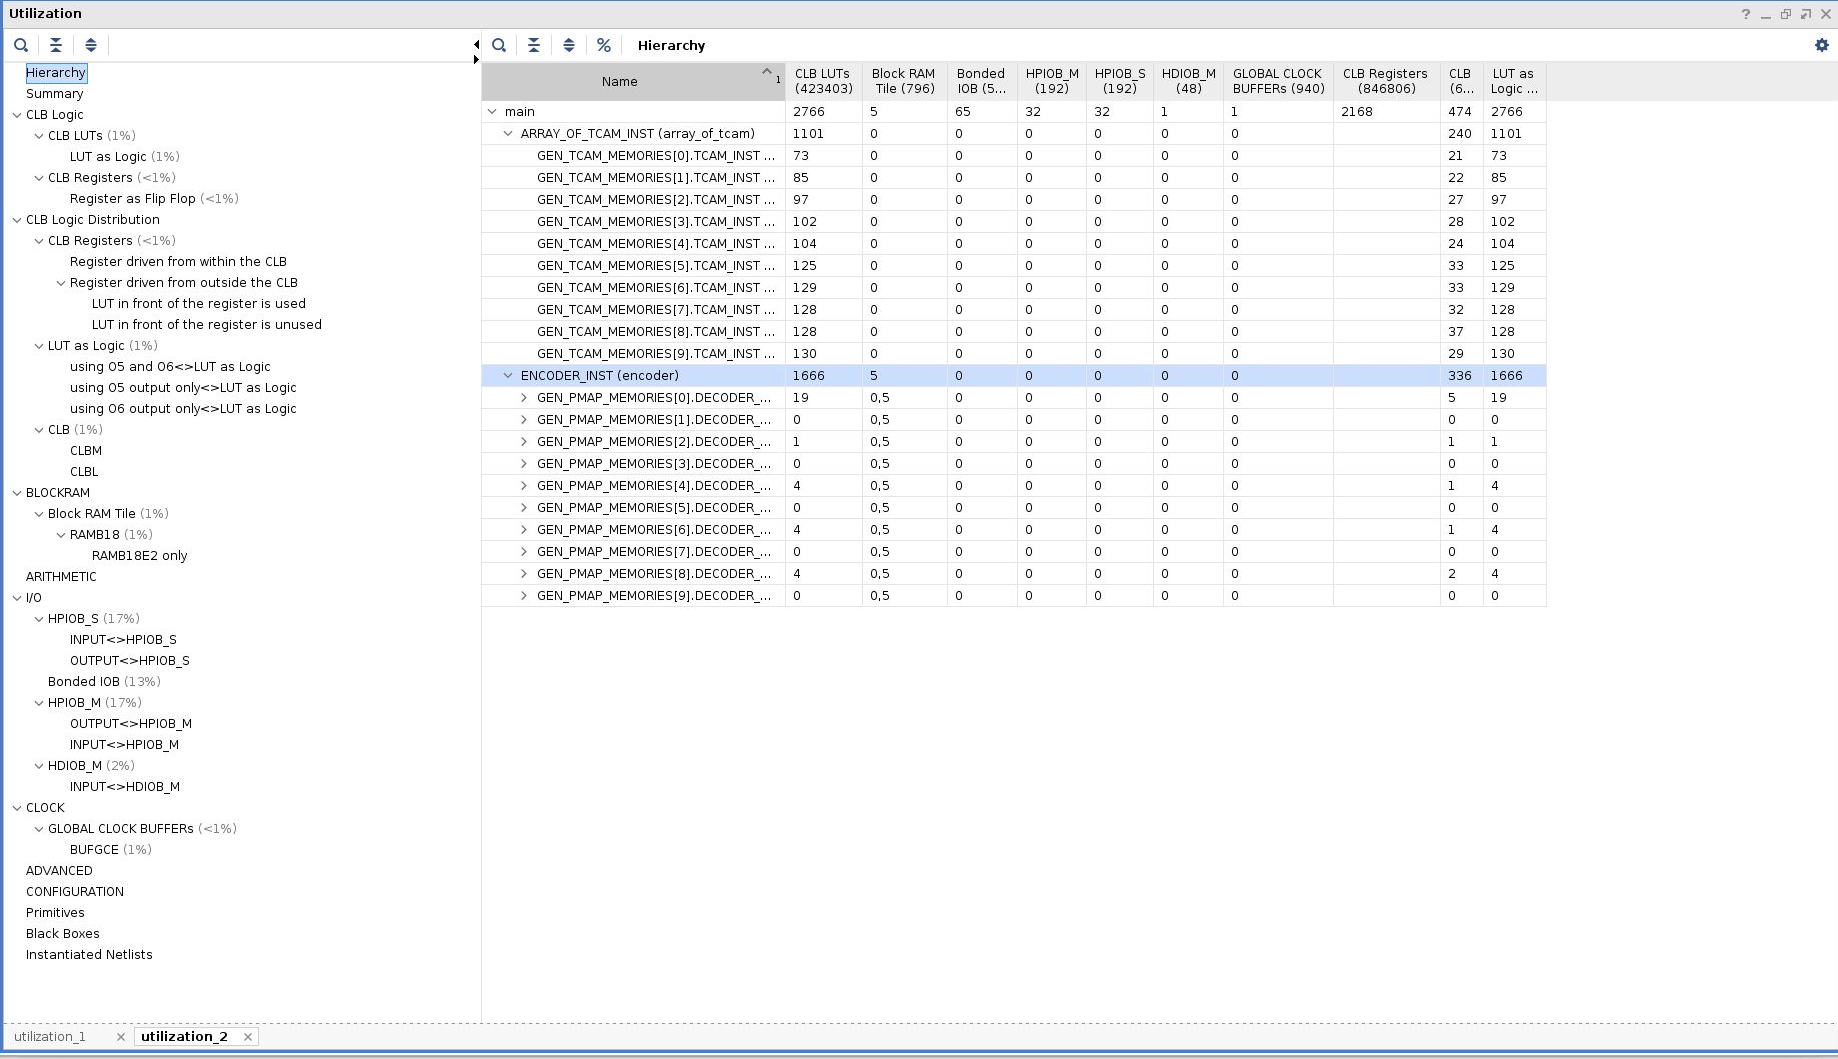 Utilization
Hierarchy
Hierarchy
Summary
CLB Logic
CLB LUTs (1%)
LUT as Logic (1%)
CLB Registers (<1%)
Register as Flip Flop (<1%)
CLB Logic Distribution
CLB Registers (<1%)
Register driven from within the CLB
Register driven from outside the CLB
LUT in front of the register is used
LUT in front of the register is unused
LUT as Logic (1%)
using O5 and O6<>LUT as Logic
using O5 output only<>LUT as Logic
using O6 output only<>LUT as Logic
CLB (1%)
CLBM
CLBL
BLOCKRAM
Block RAM Tile (1%)
RAMB18 (1%)
RAMB18E2 only
ARITHMETIC
I/O
HPIOB_S (17%)
INPUT<>HPIOB_S
OUTPUT<>HPIOB_S
Bonded IOB (13%)
HPIOB_M (17%)
OUTPUT<>HPIOB_M
INPUT<>HPIOB_M
HDIOB_M (2%)
INPUT<>HDIOB_M
CLOCK
GLOBAL CLOCK BUFFERs (<1%)
BUFGCE (1%)
ADVANCED
CONFIGURATION
Primitives
Black Boxes
Instantiated Netlists
Name 1 CLB LUTs (423403) Block RAM Tile (796) Bonded IOB (5... HPIOB_M (192) HPIOB_S (192) HDIOB_M (48) GLOBAL CLOCK BUFFERs (940) CLB Registers (846806) CLB (6... LUT as Logic ...
main 2766 5 65 32 32 1 1 2168 474 2766
ARRAY_OF_TCAM_INST (array_of_tcam) 1101 0 0 0 0 0 0 240 1101
GEN_TCAM_MEMORIES[0].TCAM_INST ... 73 0 0 0 0 0 0 21 73
GEN_TCAM_MEMORIES[1].TCAM_INST ... 85 0 0 0 0 0 0 22 85
GEN_TCAM_MEMORIES[2].TCAM_INST ... 97 0 0 0 0 0 0 27 97
GEN_TCAM_MEMORIES[3].TCAM_INST ... 102 0 0 0 0 0 0 28 102
GEN_TCAM_MEMORIES[4].TCAM_INST ... 104 0 0 0 0 0 0 24 104
GEN_TCAM_MEMORIES[5].TCAM_INST ... 125 0 0 0 0 0 0 33 125
GEN_TCAM_MEMORIES[6].TCAM_INST ... 129 0 0 0 0 0 0 33 129
GEN_TCAM_MEMORIES[7].TCAM_INST ... 128 0 0 0 0 0 0 32 128
GEN_TCAM_MEMORIES[8].TCAM_INST ... 128 0 0 0 0 0 0 37 128
GEN_TCAM_MEMORIES[9].TCAM_INST ... 130 0 0 0 0 0 0 29 130
ENCODER_INST (encoder) 1666 5 0 0 0 0 0 336 1666
GEN_PMAP_MEMORIES[0].DECODER_... 19 0,5 0 0 0 0 0 5 19
GEN_PMAP_MEMORIES[1].DECODER_... 0 0,5 0 0 0 0 0 0 0
GEN_PMAP_MEMORIES[2].DECODER_... 1 0,5 0 0 0 0 0 1 1
GEN_PMAP_MEMORIES[3].DECODER_... 0 0,5 0 0 0 0 0 0 0
GEN_PMAP_MEMORIES[4].DECODER_... 4 0,5 0 0 0 0 0 1 4
GEN_PMAP_MEMORIES[5].DECODER_... 0 0,5 0 0 0 0 0 0 0
GEN_PMAP_MEMORIES[6].DECODER_... 4 0,5 0 0 0 0 0 1 4
GEN_PMAP_MEMORIES[7].DECODER_... 0 0,5 0 0 0 0 0 0 0
GEN_PMAP_MEMORIES[8].DECODER_... 4 0,5 0 0 0 0 0 2 4
GEN_PMAP_MEMORIES[9].DECODER_... 0 0,5 0 0 0 0 0 0 0
utilization_1 utilization_2